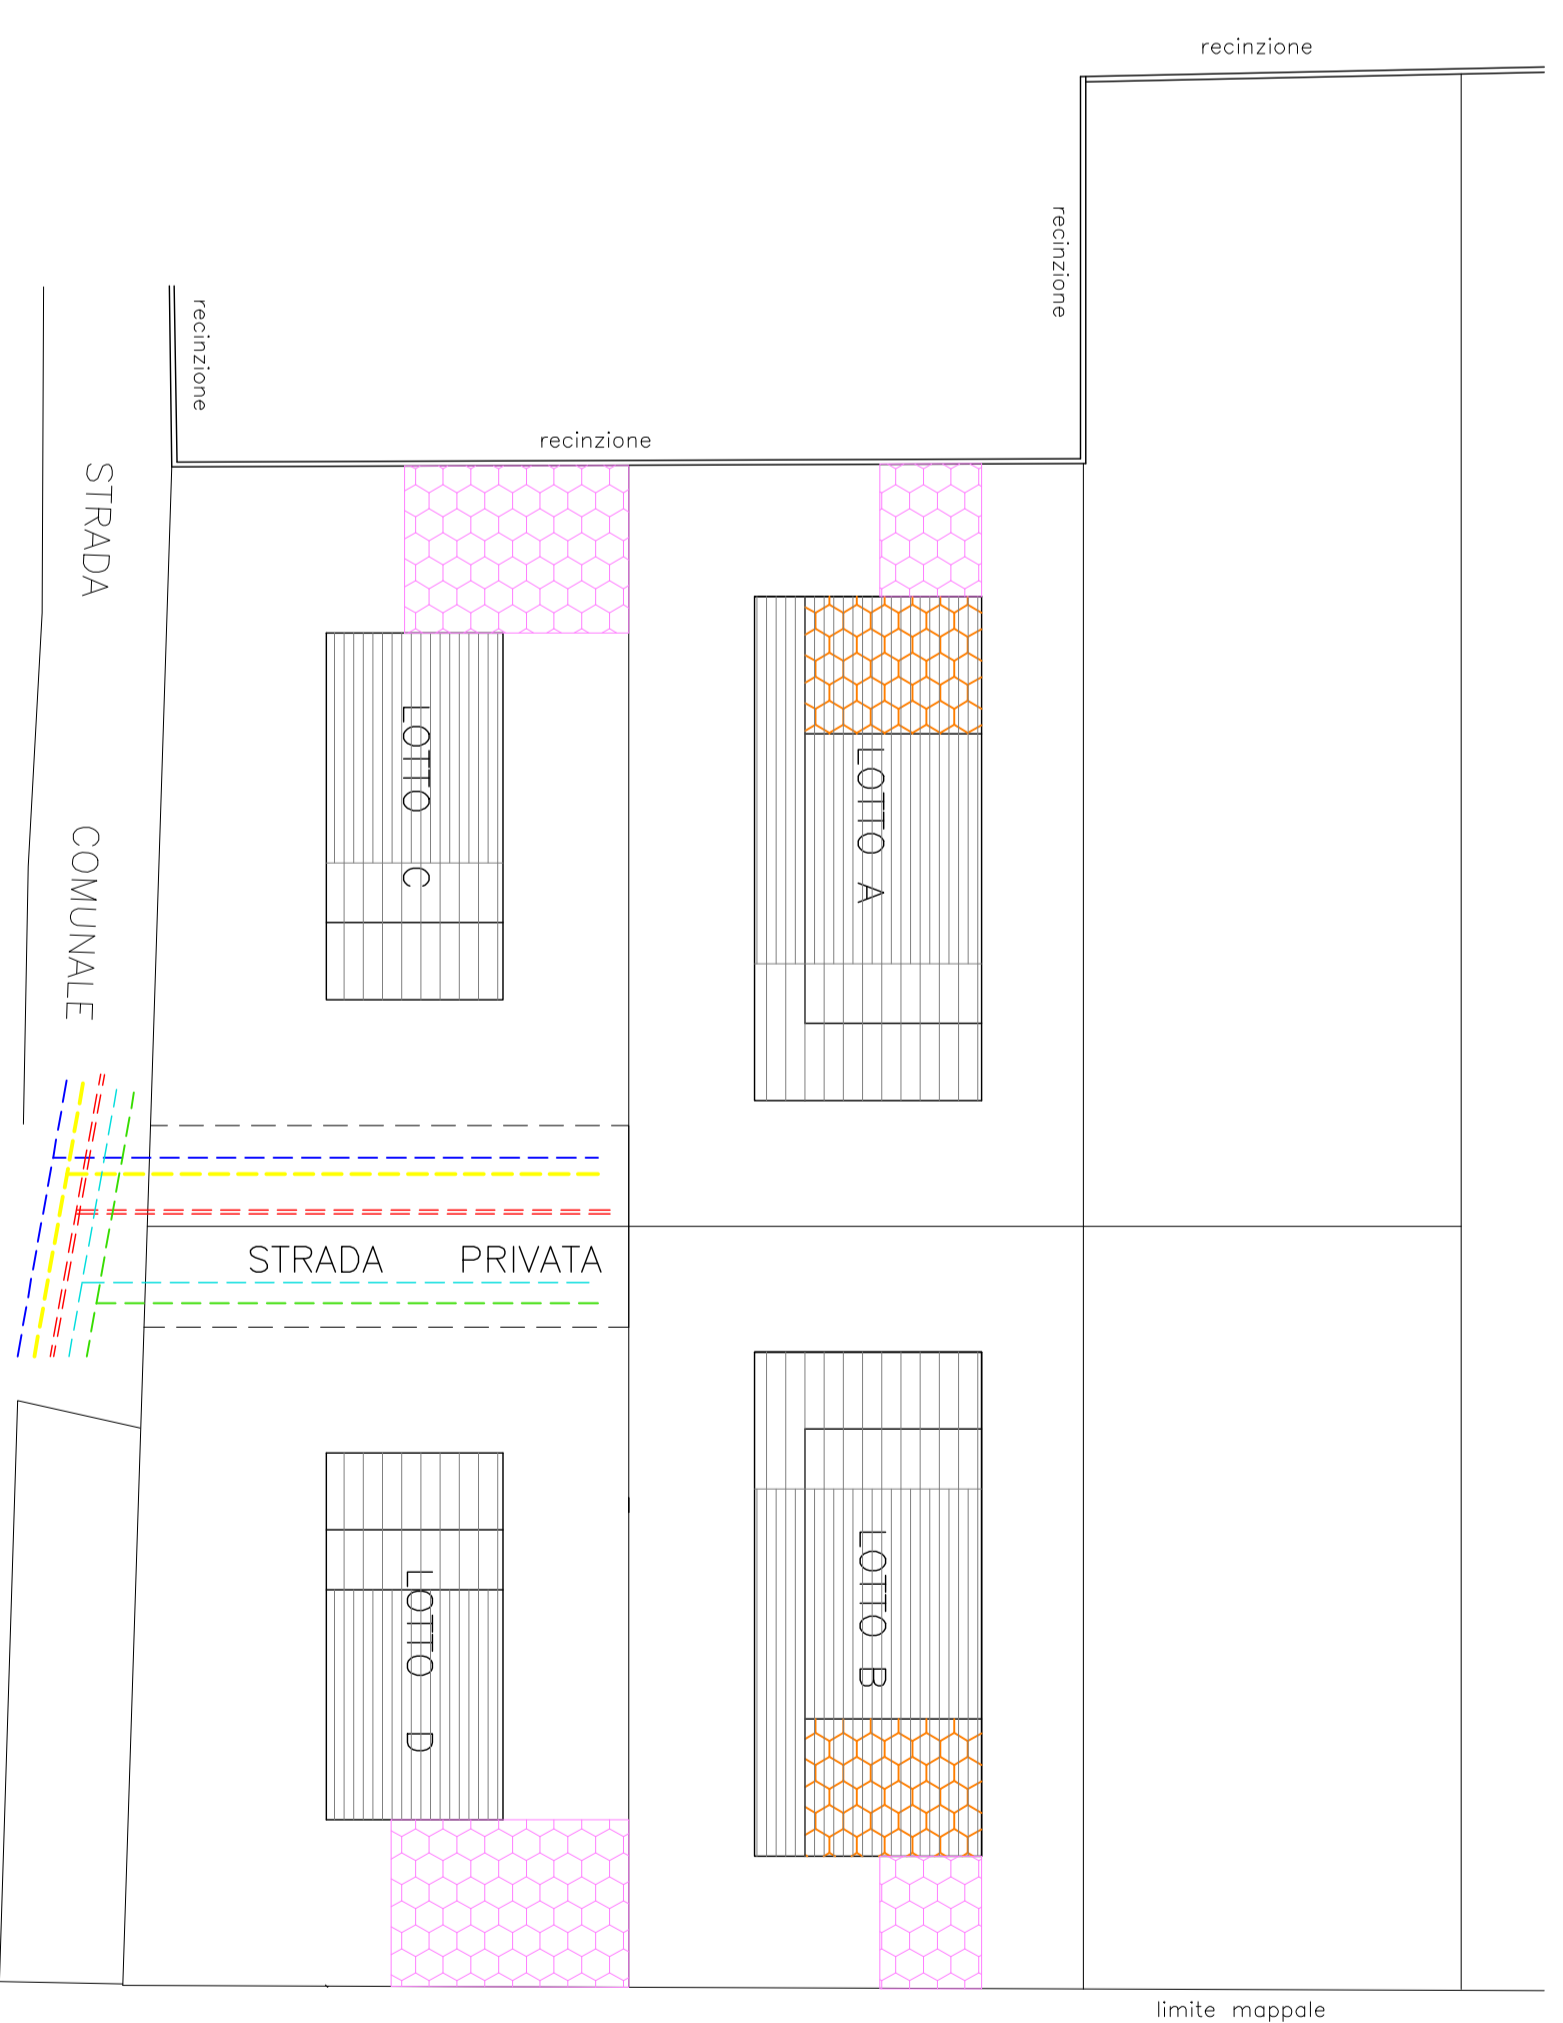 recinzione
recinzione
recinzione
recinzione
STRADA COMUNALE
LOTTO C
LOTTO A
STRADA PRIVATA
LOTTO D
LOTTO B
limite mappale